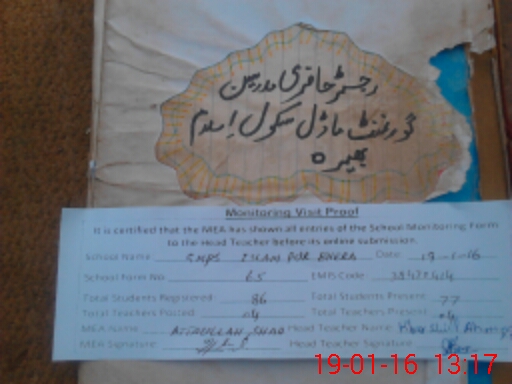 رجسٹر حاضری مدرسین
گورنمنٹ ماڈل سکول اسلام
بھیرہ
Monitoring Visit Proof
It is certified that the MEA has shown all entries of the School Monitoring Form
to the Head Teacher before its online submission.
School Name GMPS ISLAM PUR BHERA Date: 19-1-16
School Form No. 65 EMIS Code:
Total Students Registered 86 Total Students Present: 77
Total Teachers Posted 04 Total Teachers Present: 4
MEA Name Head Teacher Name: Khurshid
MEA Signature: Head Teacher Signature
19-01-16 13:17